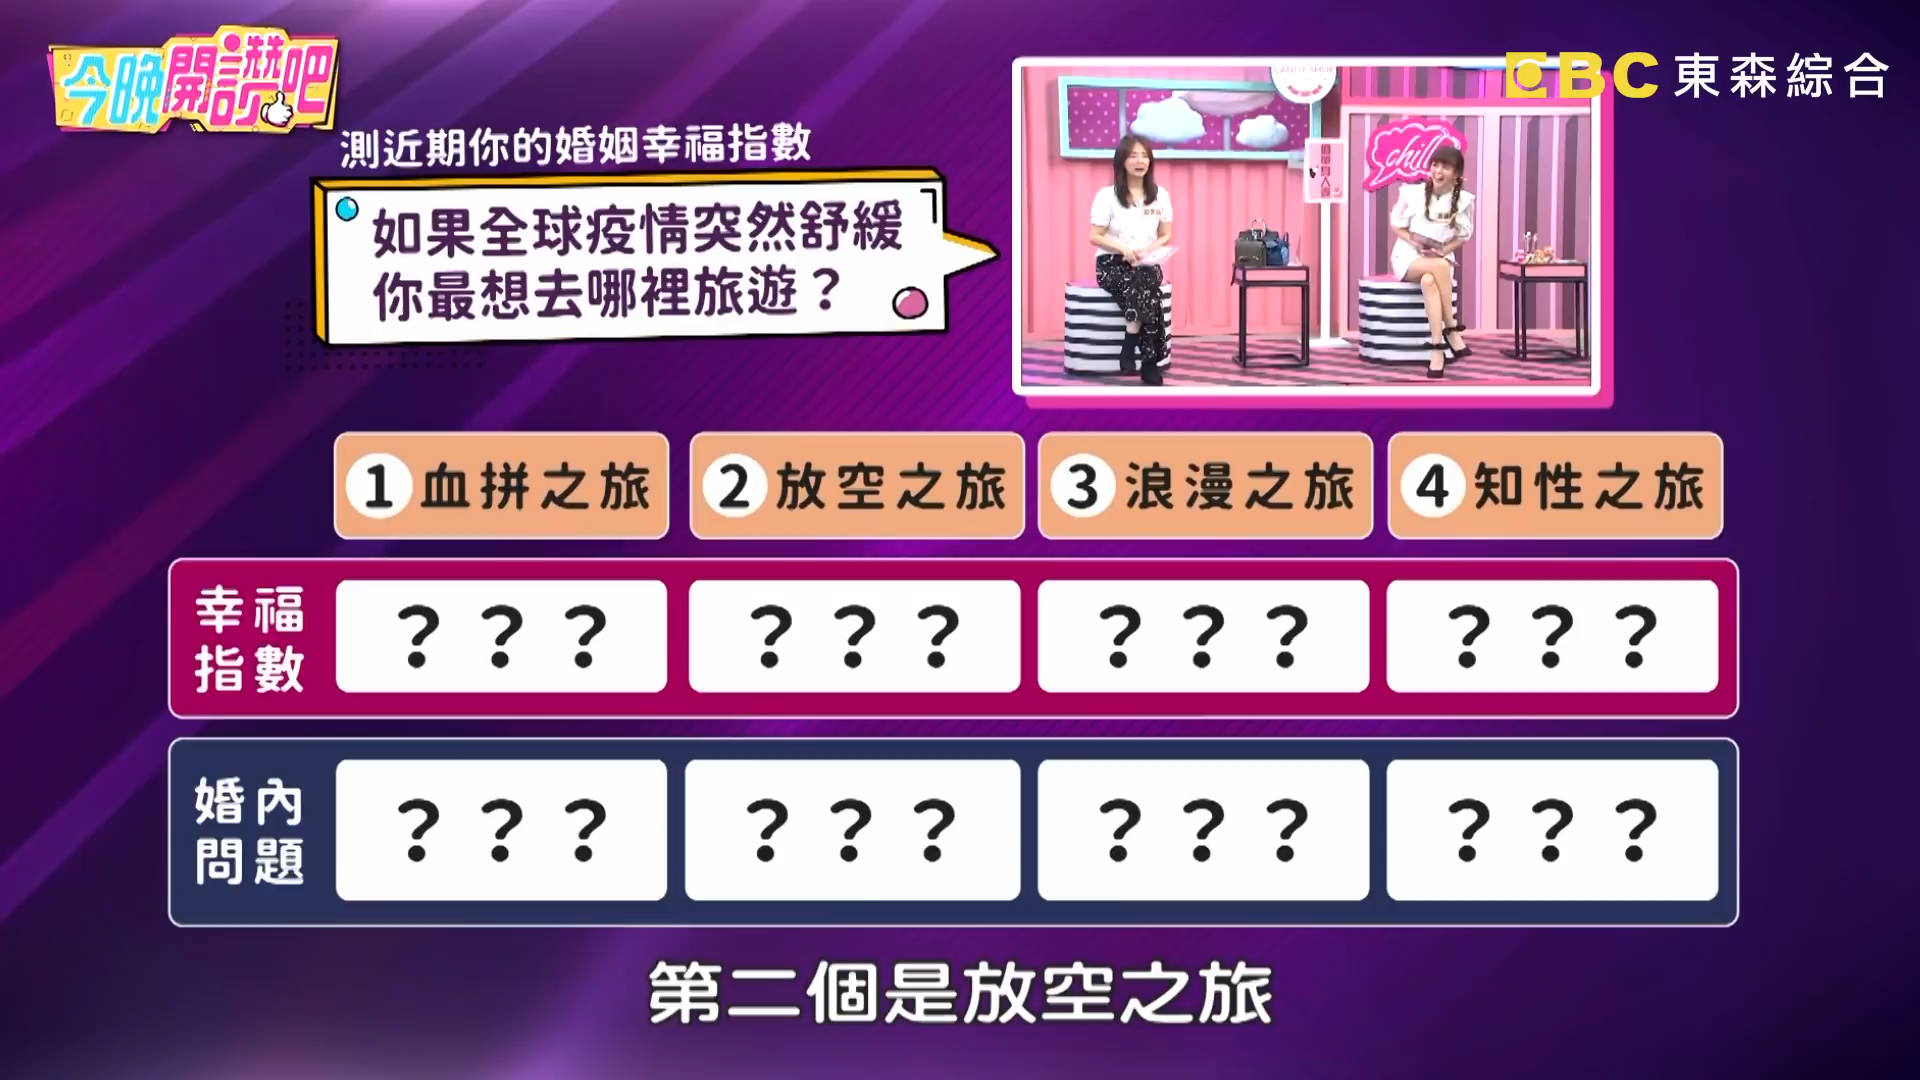 今晚開讚吧
EBC 東森綜合
測近期你的婚姻幸福指數
如果全球疫情突然舒緩
你最想去哪裡旅遊？
CANDY SHOP
chill
1 血拼之旅
2 放空之旅
3 浪漫之旅
4 知性之旅
幸福
指數
？？？
？？？
？？？
？？？
婚內
問題
？？？
？？？
？？？
？？？
第二個是放空之旅